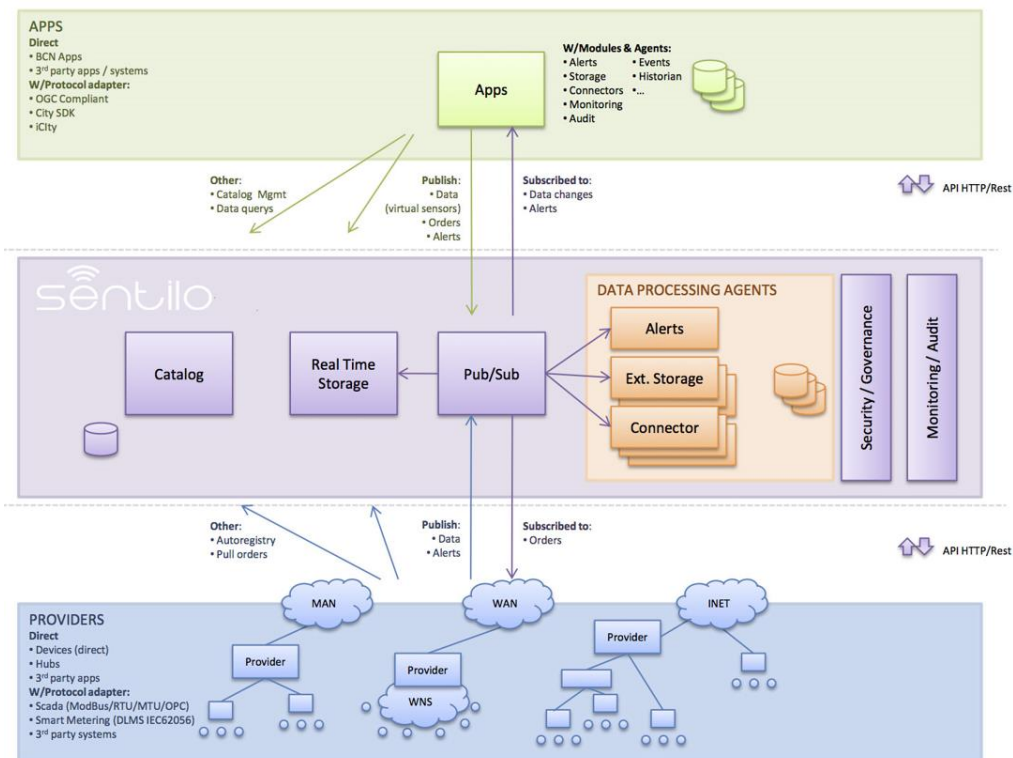 APPS
Direct
• BCN Apps
• 3rd party apps / systems
W/Protocol adapter:
• OGC Compliant
• City SDK
• iCity
Apps
W/Modules & Agents:
• Alerts • Events
• Storage • Historian
• Connectors •...
• Monitoring
• Audit
Other:
• Catalog Mgmt
• Data querys
Publish:
• Data
(virtual sensors)
• Orders
• Alerts
Subscribed to:
• Data changes
• Alerts
API HTTP/Rest
sentilo
Catalog
Real Time
Storage
Pub/Sub
DATA PROCESSING AGENTS
Alerts
Ext. Storage
Connector
Security / Governance
Monitoring / Audit
Other:
• Autoregistry
• Pull orders
Publish:
• Data
• Alerts
Subscribed to:
• Orders
API HTTP/Rest
PROVIDERS
Direct
• Devices (direct)
• Hubs
• 3rd party apps
W/Protocol adapter:
• Scada (ModBus/RTU/MTU/OPC)
• Smart Metering (DLMS IEC62056)
• 3rd party systems
MAN
Provider
WAN
Provider
WNS
INET
Provider